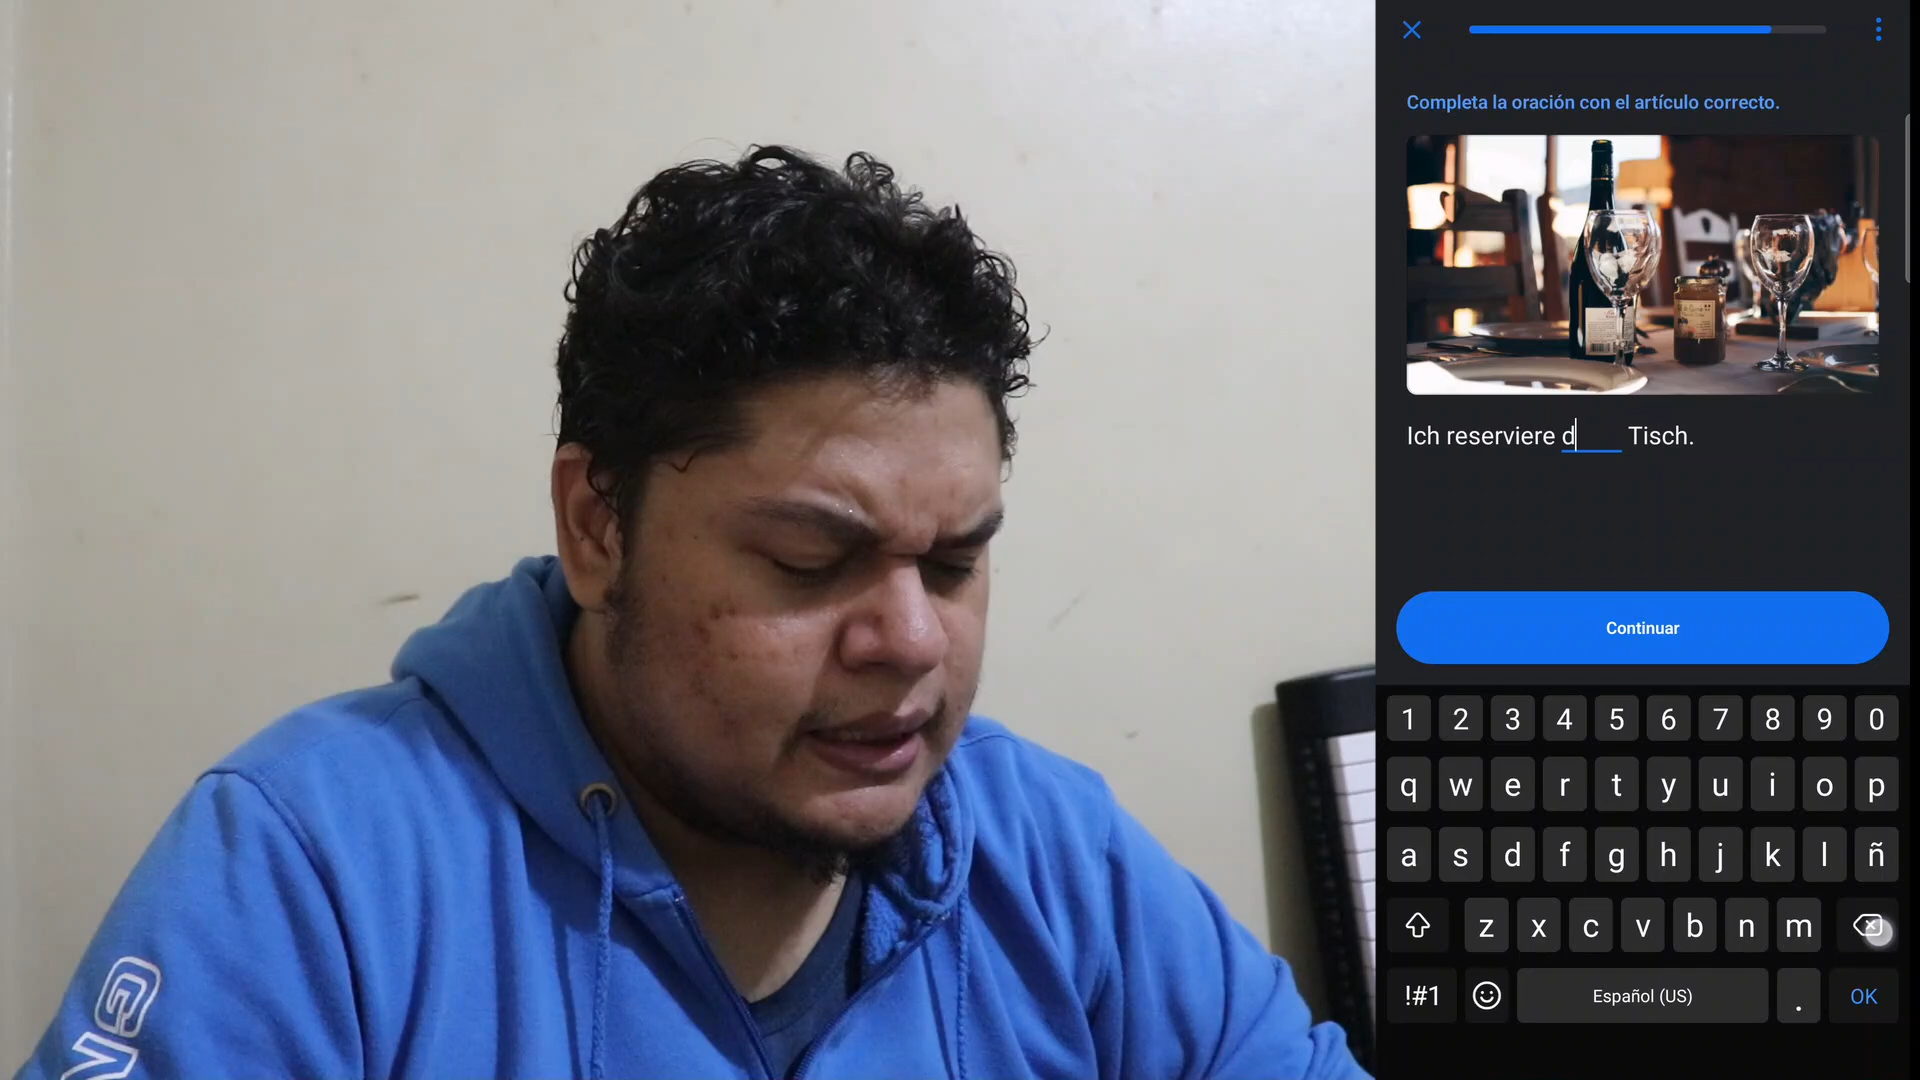 Completa la oración con el artículo correcto.
Ich reserviere d Tisch.
Continuar
1 2 3 4 5 6 7 8 9 0
q w e r t y u i o p
a s d f g h j k l ñ
z x c v b n m
!#1 Español (US) . OK
NG